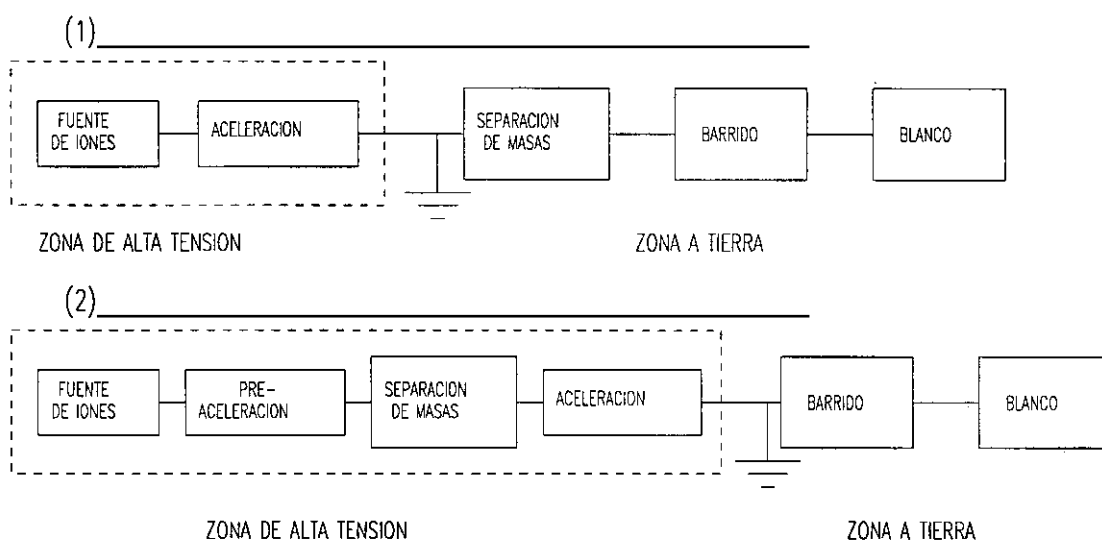 (1)
FUENTE
DE IONES
ACELERACION
SEPARACION
DE MASAS
BARRIDO
BLANCO
ZONA DE ALTA TENSION
ZONA A TIERRA
(2)
FUENTE
DE IONES
PRE-
ACELERACION
SEPARACION
DE MASAS
ACELERACION
BARRIDO
BLANCO
ZONA DE ALTA TENSION
ZONA A TIERRA